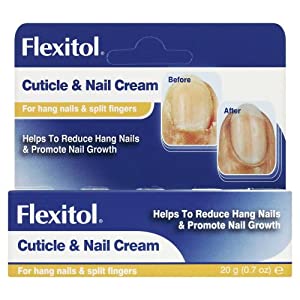 Flexitol®
Cuticle & Nail Cream
For hang nails & split fingers
Before
After
Helps To Reduce Hang Nails
& Promote Nail Growth
Flexitol®
Cuticle & Nail Cream
For hang nails & split fingers
Helps To Reduce Hang Nails
& Promote Nail Growth
20 g (0.7 oz) e